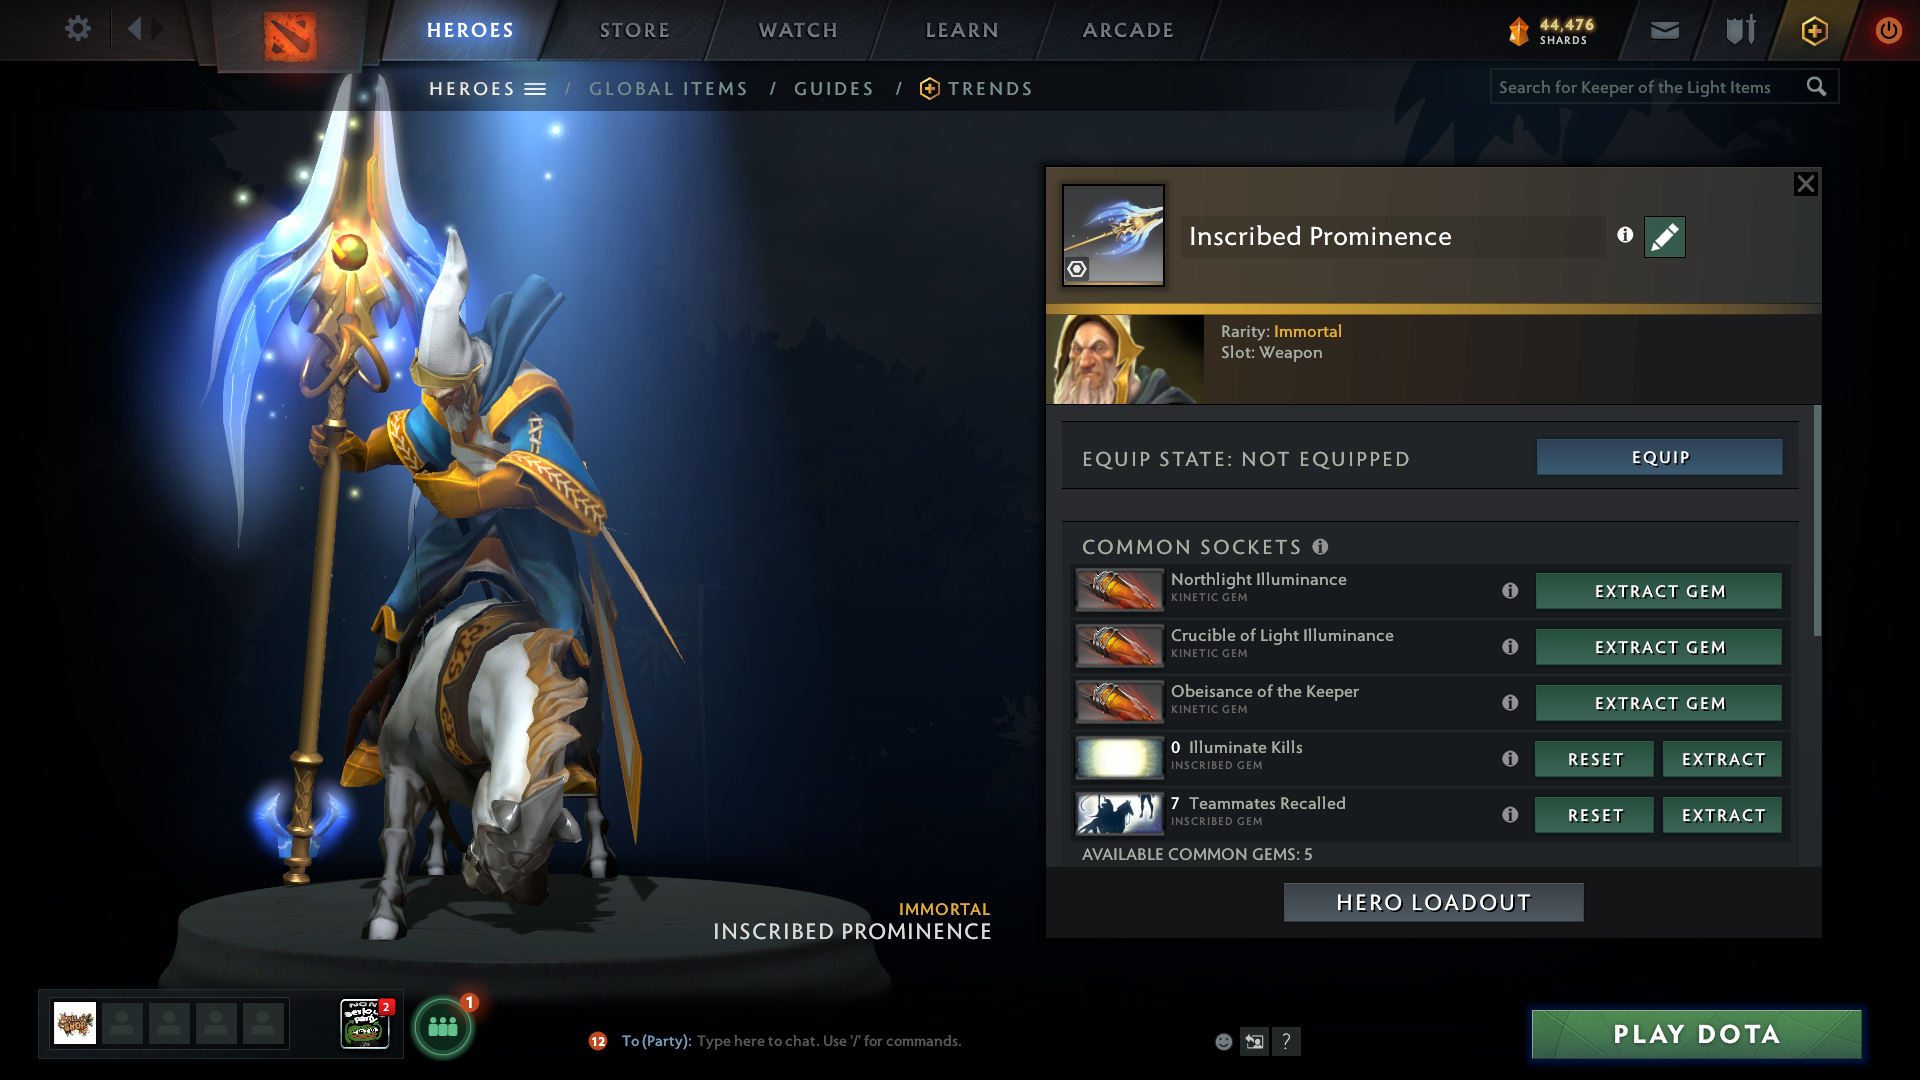 HEROES
STORE
WATCH
LEARN
ARCADE
44,476
SHARDS
HEROES / GLOBAL ITEMS / GUIDES / TRENDS
Search for Keeper of the Light Items
Inscribed Prominence
Rarity: Immortal
Slot: Weapon
EQUIP STATE: NOT EQUIPPED
EQUIP
COMMON SOCKETS
Northlight Illuminance
KINETIC GEM
EXTRACT GEM
Crucible of Light Illuminance
KINETIC GEM
EXTRACT GEM
Obeisance of the Keeper
KINETIC GEM
EXTRACT GEM
0 Illuminate Kills
INSCRIBED GEM
RESET
EXTRACT
7 Teammates Recalled
INSCRIBED GEM
RESET
EXTRACT
AVAILABLE COMMON GEMS: 5
HERO LOADOUT
IMMORTAL
INSCRIBED PROMINENCE
2
1
12
To (Party): Type here to chat. Use '/' for commands.
?
PLAY DOTA